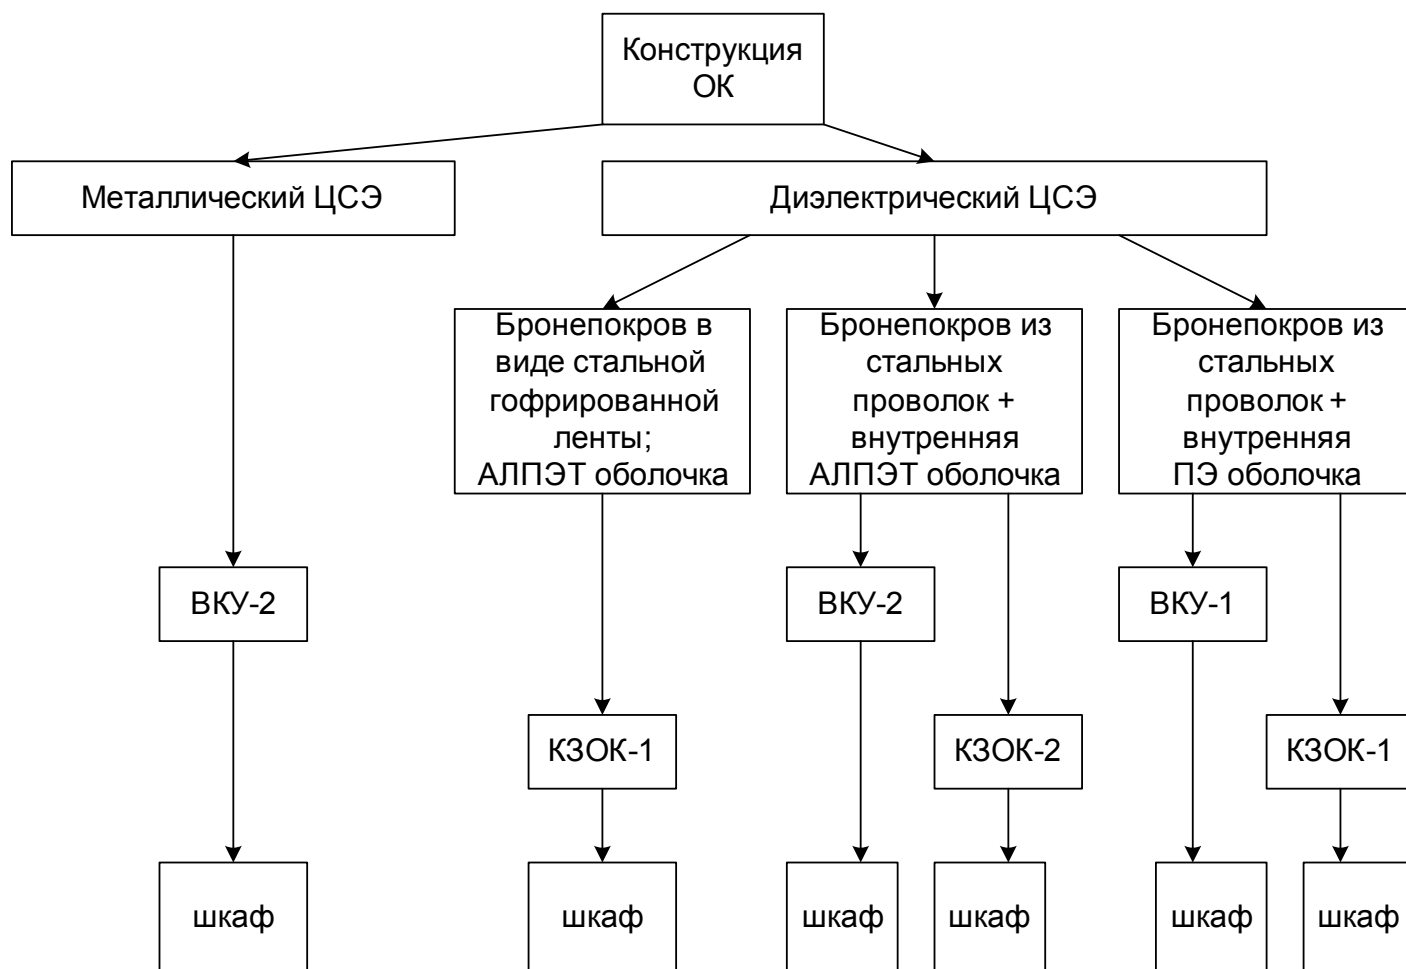 Конструкция
ОК
Металлический ЦСЭ
Диэлектрический ЦСЭ
Бронепокров в
виде стальной
гофрированной
ленты;
АЛПЭТ оболочка
Бронепокров из
стальных
проволок +
внутренняя
АЛПЭТ оболочка
Бронепокров из
стальных
проволок +
внутренняя
ПЭ оболочка
ВКУ-2
ВКУ-2
ВКУ-1
КЗОК-1
КЗОК-2
КЗОК-1
шкаф
шкаф
шкаф
шкаф
шкаф
шкаф